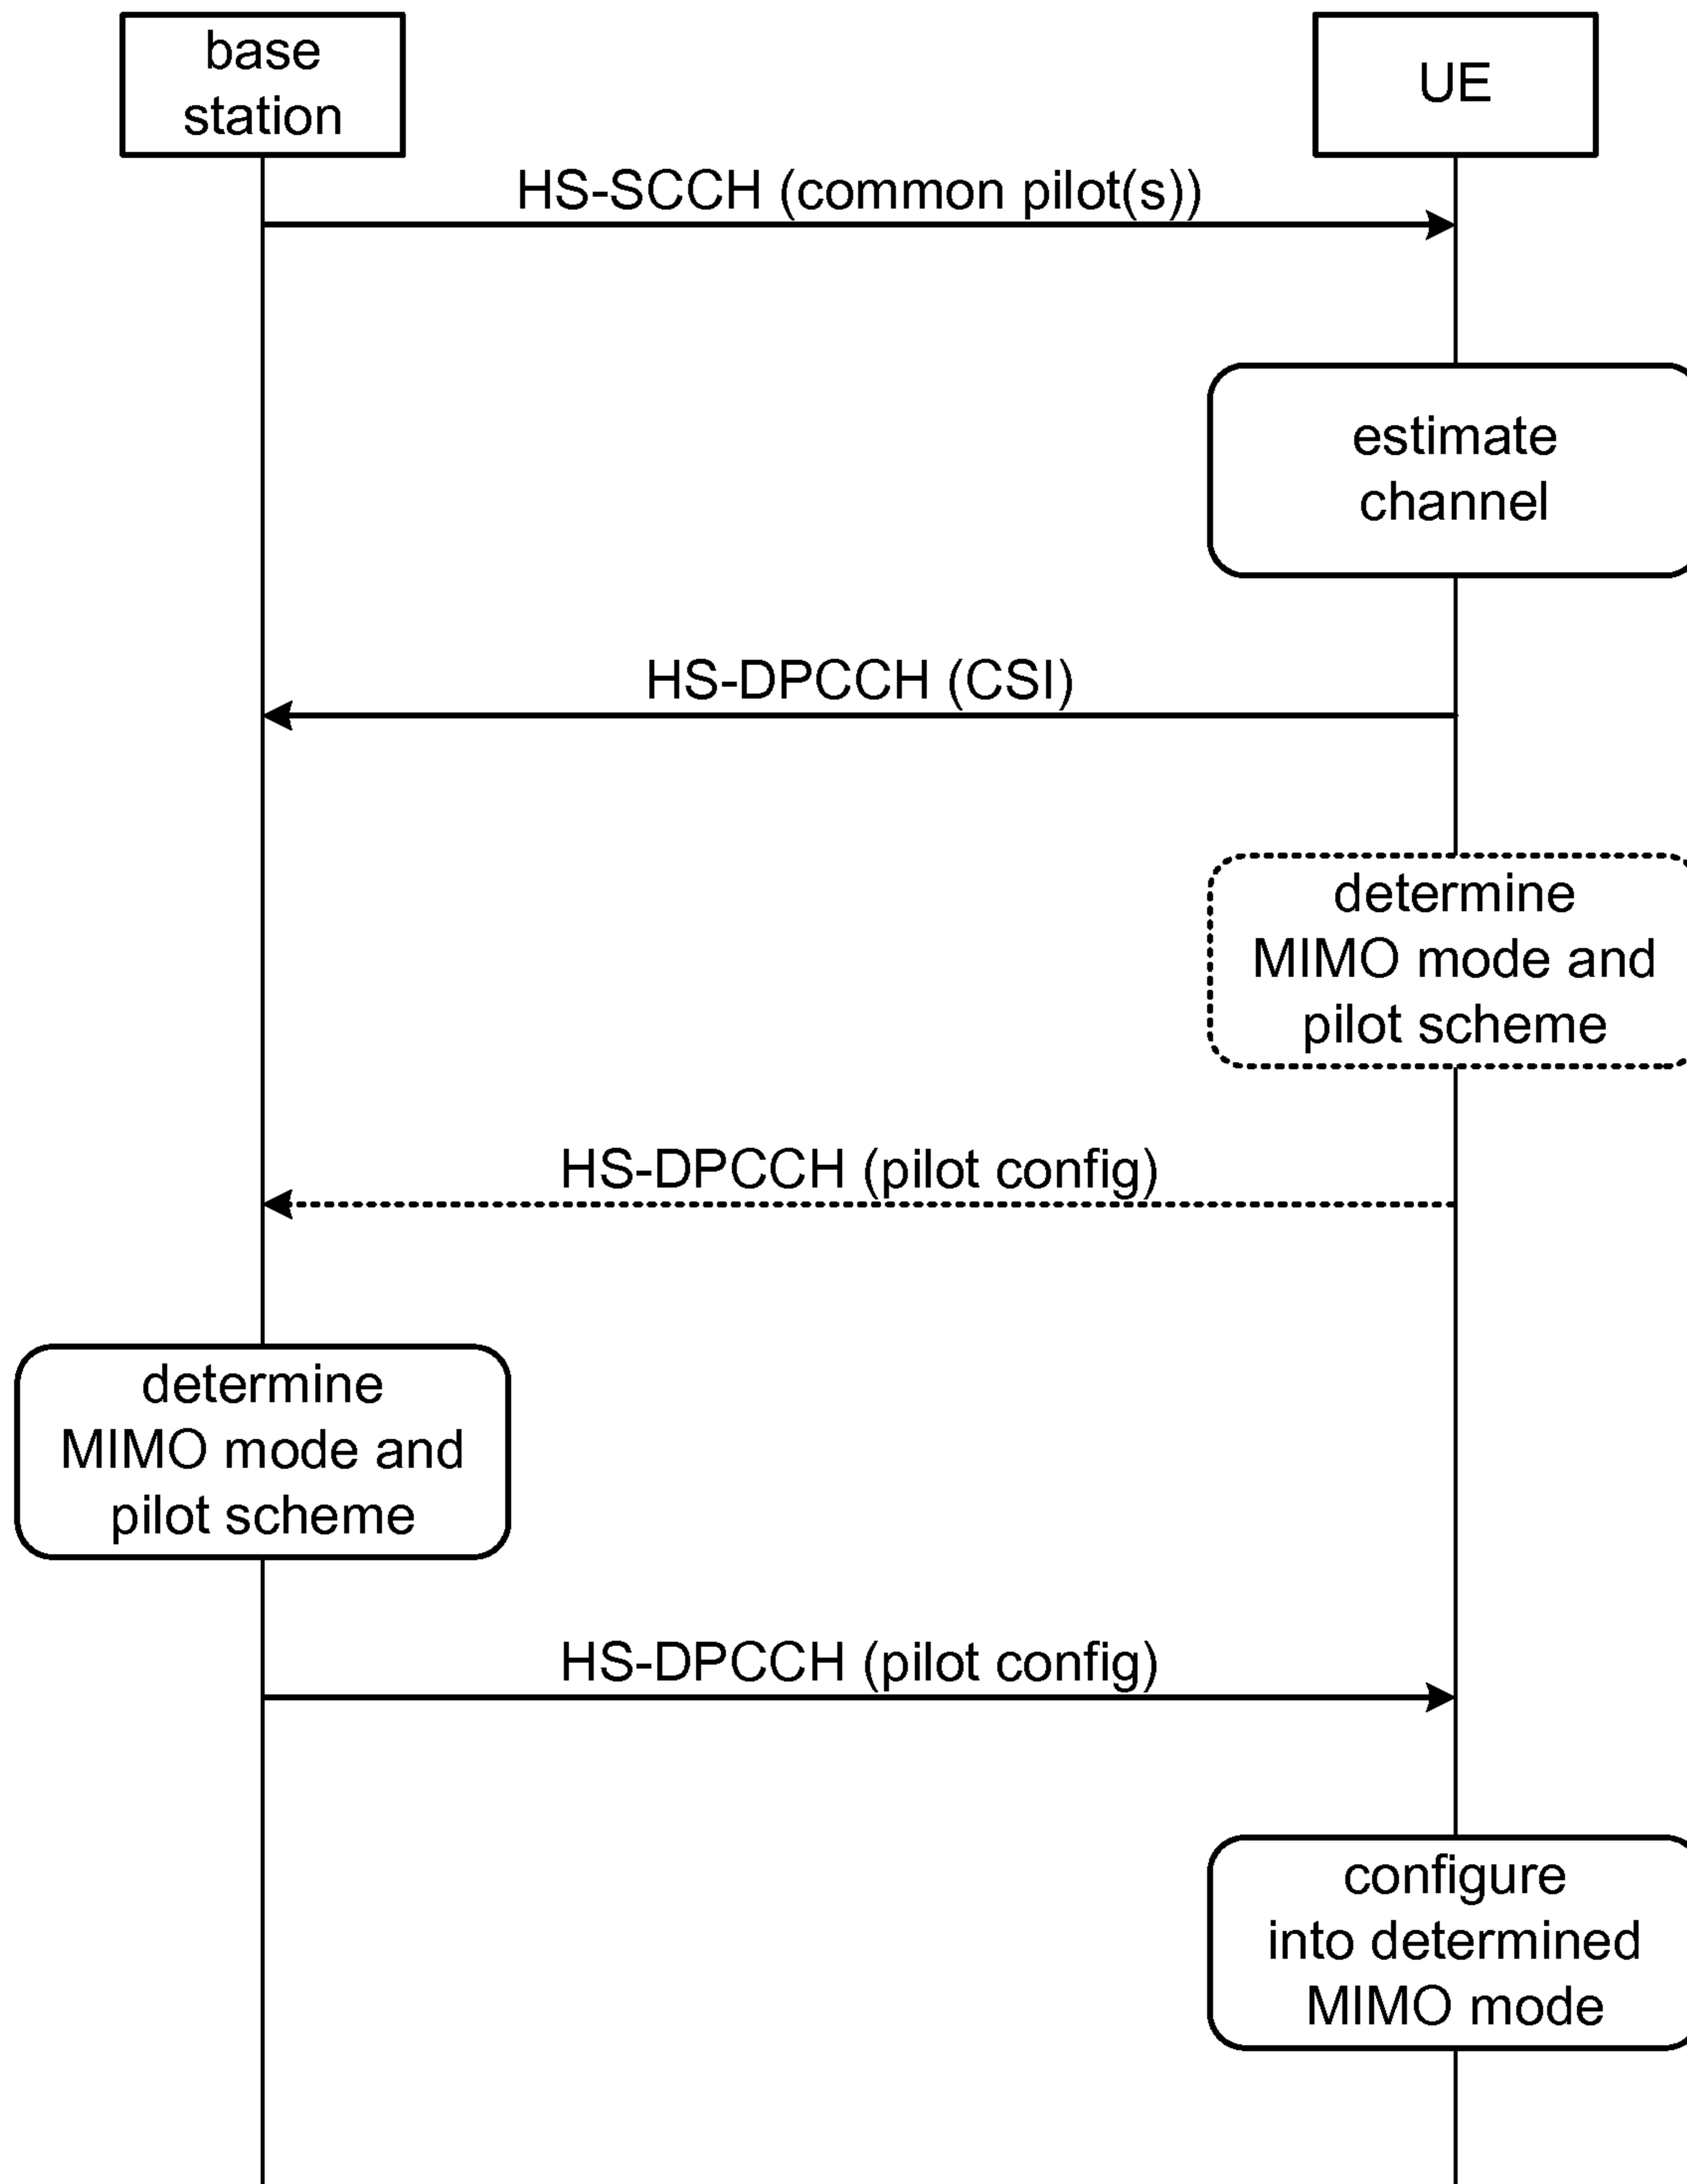 base
station
UE
HS-SCCH (common pilot(s))
estimate
channel
HS-DPCCH (CSI)
determine
MIMO mode and
pilot scheme
HS-DPCCH (pilot config)
determine
MIMO mode and
pilot scheme
HS-DPCCH (pilot config)
configure
into determined
MIMO mode